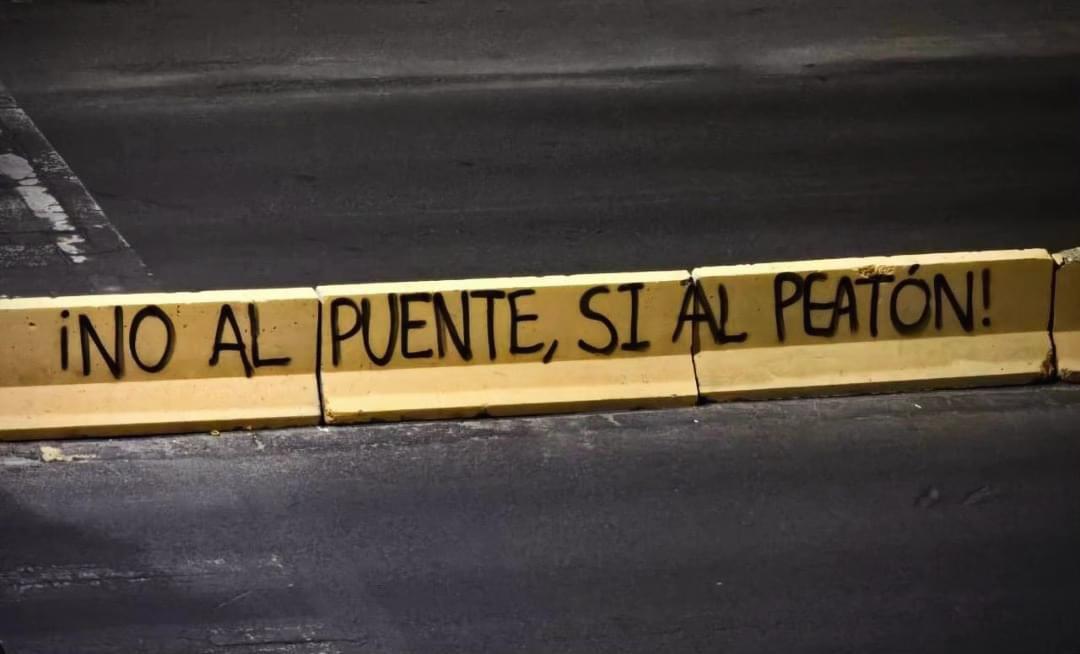 ¡NO AL PUENTE, SI AL PEATÓN!